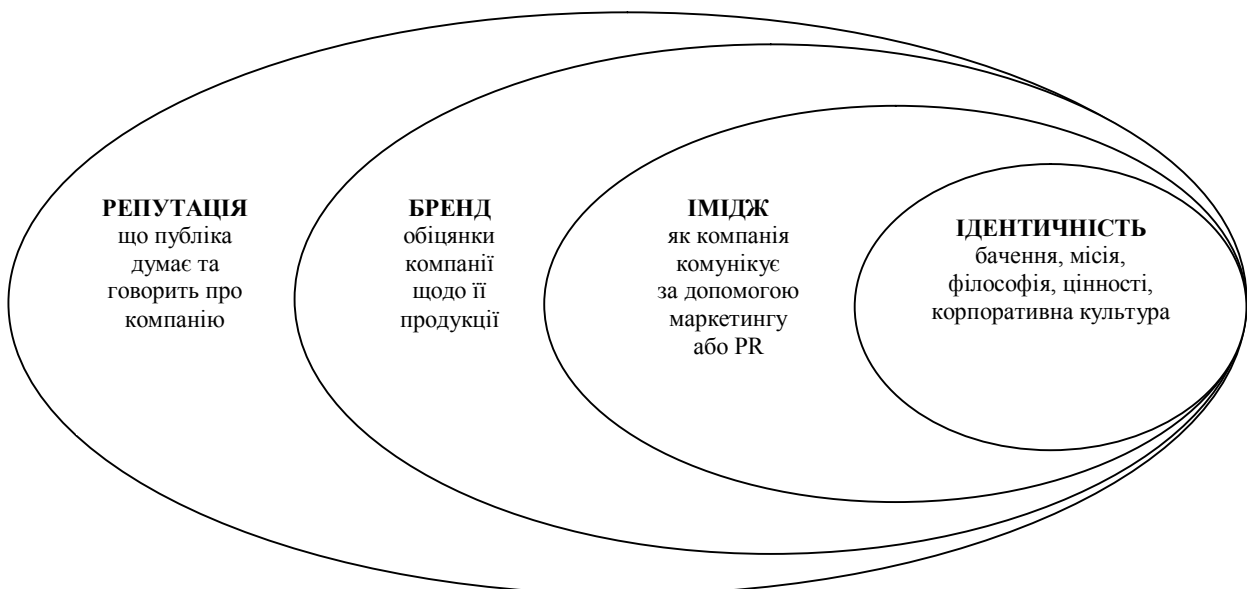 РЕПУТАЦІЯ
що публіка
думає та
говорить про
компанію
БРЕНД
обіцянки
компанії
щодо її
продукції
ІМІДЖ
як компанія
комунікує
за допомогою
маркетингу
або PR
ІДЕНТИЧНІСТЬ
бачення, місія,
філософія, цінності,
корпоративна культура